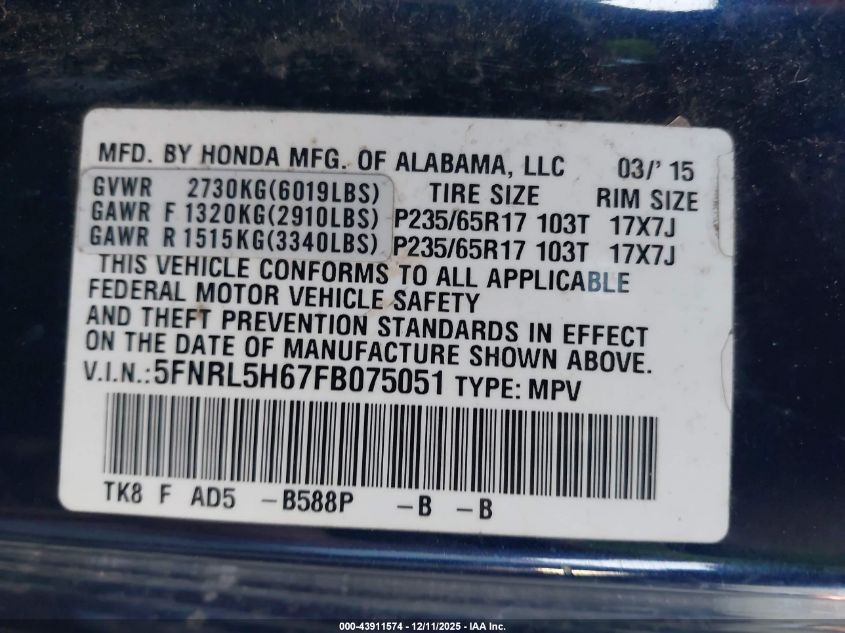 MFD. BY HONDA MFG. OF ALABAMA, LLC 03/' 15
GVWR 2730KG(6019LBS) TIRE SIZE RIM SIZE
GAWR F 1320KG(2910LBS) P235/65R17 103T 17X7J
GAWR R 1515KG(3340LBS) P235/65R17 103T 17X7J
THIS VEHICLE CONFORMS TO ALL APPLICABLE
FEDERAL MOTOR VEHICLE SAFETY
AND THEFT PREVENTION STANDARDS IN EFFECT
ON THE DATE OF MANUFACTURE SHOWN ABOVE.
V.I.N.: 5FNRL5H67FB075051 TYPE: MPV
TK8 F AD5 -B588P -B -B
000-43911574 - 12/11/2025 - IAA Inc.